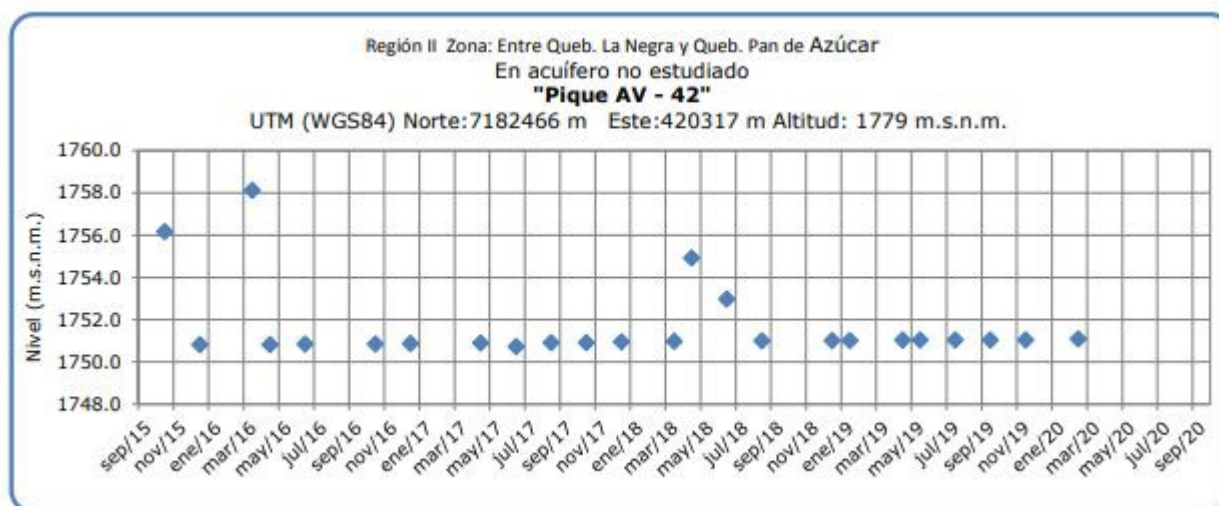 Región II Zona: Entre Queb. La Negra y Queb. Pan de Azúcar
En acuífero no estudiado
"Pique AV - 42"
UTM (WGS84) Norte:7182466 m Este:420317 m Altitud: 1779 m.s.n.m.
Nivel (m.s.n.m.)
1760.0
1758.0
1756.0
1754.0
1752.0
1750.0
1748.0
sep/15 nov/15 ene/16 mar/16 may/16 jul/16 sep/16 nov/16 ene/17 mar/17 may/17 jul/17 sep/17 nov/17 ene/18 mar/18 may/18 jul/18 sep/18 nov/18 ene/19 mar/19 may/19 jul/19 sep/19 nov/19 ene/20 mar/20 may/20 jul/20 sep/20